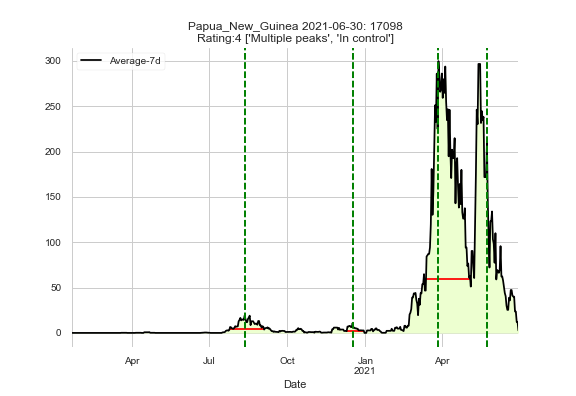 Papua_New_Guinea 2021-06-30: 17098
Rating:4 ['Multiple peaks', 'In control']
Average-7d
300
250
200
150
100
50
0
Apr
Jul
Oct
Jan
2021
Apr
Date